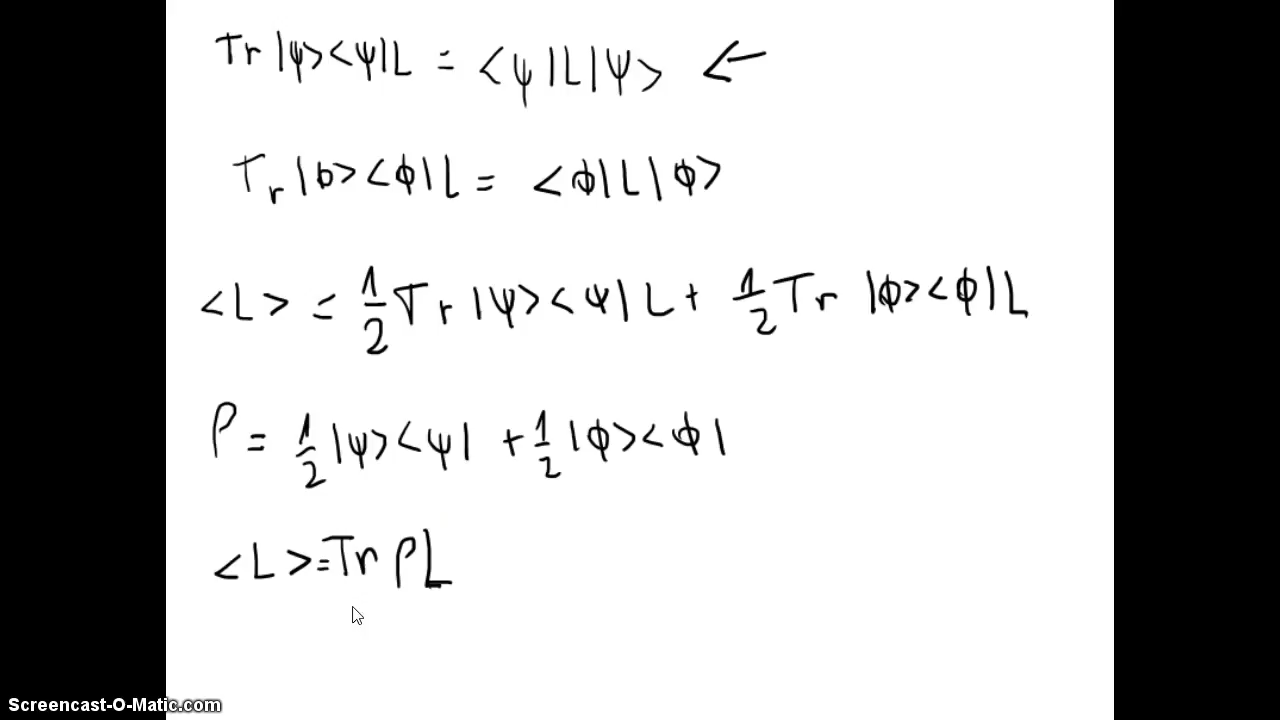 Tr |ψ><ψ|L = <ψ|L|ψ> ←
Tr |ϕ><ϕ|L = <ϕ|L|ϕ>
<L> = 1/2 Tr |ψ><ψ| L + 1/2 Tr |ϕ><ϕ|L
ρ = 1/2 |ψ><ψ| + 1/2 |ϕ><ϕ|
<L> = Tr ρL
Screencast-O-Matic.com